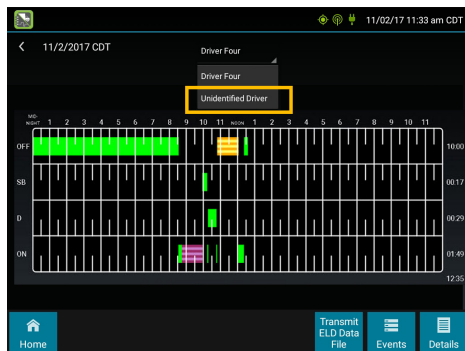 11/02/17 11:33 am CDT
11/2/2017 CDT
Driver Four
Driver Four
Unidentified Driver
MID-
NIGHT 1 2 3 4 5 6 7 8 9 10 11 NOON 1 2 3 4 5 6 7 8 9 10 11
OFF 10:00
SB 00:17
D 00:29
ON 01:49
12:35
Home
Transmit
ELD Data
File
Events
Details